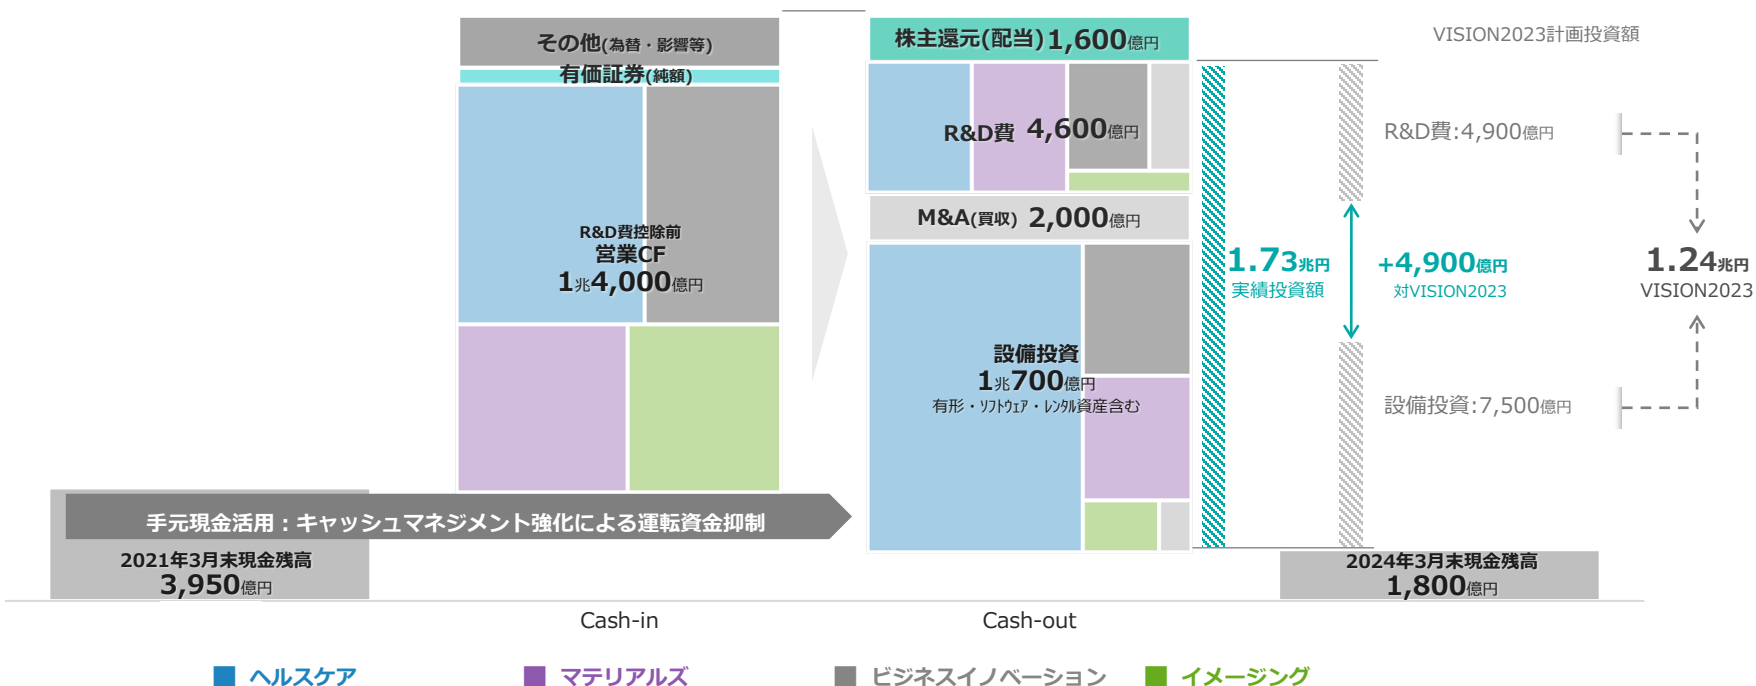 その他(為替・影響等)
有価証券(純額)
R&D費控除前
営業CF
1兆4,000億円
手元現金活用：キャッシュマネジメント強化による運転資金抑制
2021年3月末現金残高
3,950億円
Cash-in
株主還元(配当)1,600億円
R&D費 4,600億円
M&A(買収) 2,000億円
設備投資
1兆700億円
有形・ソフトウェア・レンタル資産含む
Cash-out
VISION2023計画投資額
R&D費:4,900億円
1.73兆円
実績投資額
+4,900億円
対VISION2023
1.24兆円
VISION2023
設備投資:7,500億円
2024年3月末現金残高
1,800億円
ヘルスケア
マテリアルズ
ビジネスイノベーション
イメージング